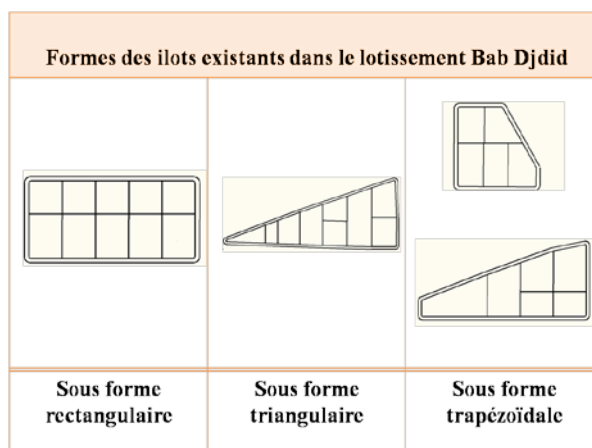 Formes des ilots existants dans le lotissement Bab Djdid
Sous forme
rectangulaire
Sous forme
triangulaire
Sous forme
trapézoïdale